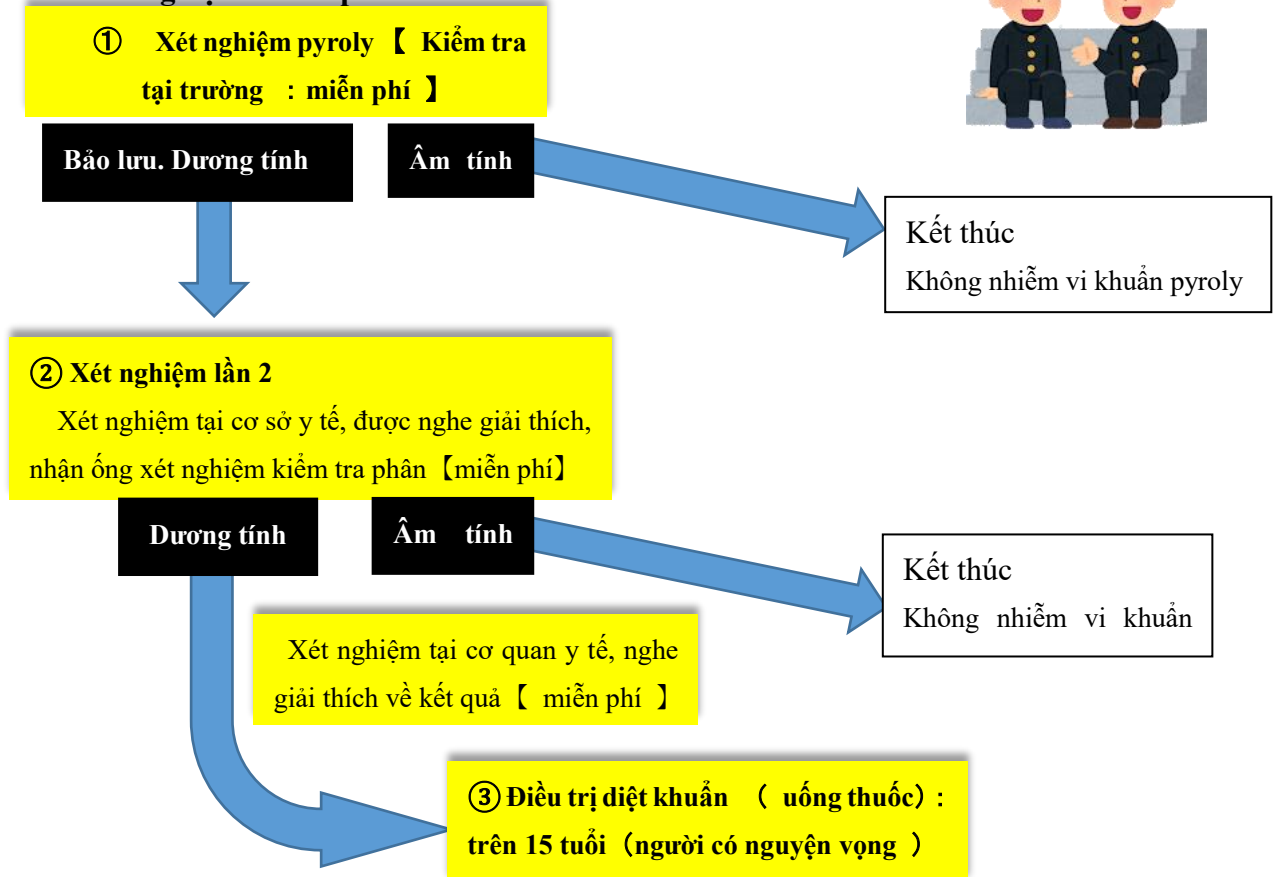 ① Xét nghiệm pyroly【 Kiểm tra
tại trường ：miễn phí 】
Bảo lưu. Dương tính
Âm tính
Kết thúc
Không nhiễm vi khuẩn pyroly
② Xét nghiệm lần 2
Xét nghiệm tại cơ sở y tế, được nghe giải thích,
nhận ống xét nghiệm kiểm tra phân【miễn phí】
Dương tính
Âm tính
Kết thúc
Không nhiễm vi khuẩn
Xét nghiệm tại cơ quan y tế, nghe
giải thích về kết quả【 miễn phí 】
③ Điều trị diệt khuẩn （ uống thuốc）:
trên 15 tuổi（người có nguyện vọng ）